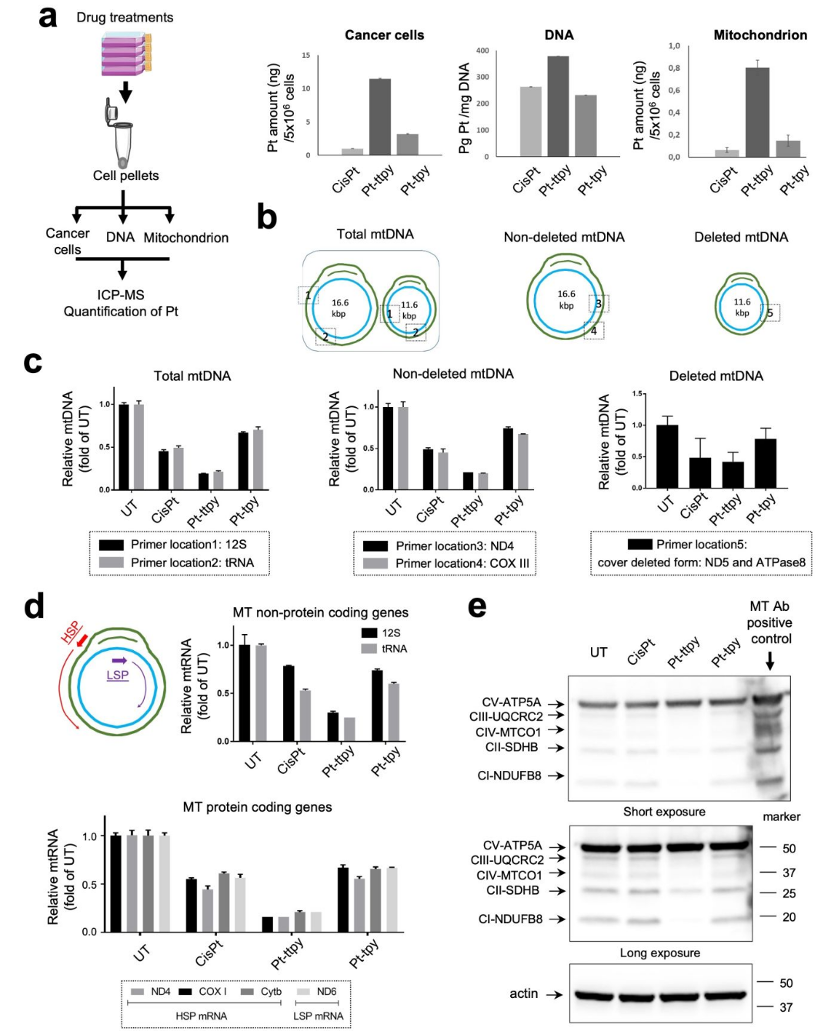 a
Drug treatments
Cell pellets
Cancer cells
DNA
Mitochondrion
ICP-MS
Quantification of Pt
Cancer cells
Pt amount (ng)
/5x10⁶ cells
15
10
5
0
CisPt
Pt-ttpy
Pt-tpy
DNA
Pg Pt /mg DNA
400
300
200
100
0
CisPt
Pt-ttpy
Pt-tpy
Mitochondrion
Pt amount (ng)
/5x10⁶ cells
1,0
0,8
0,6
0,4
0,2
0,0
CisPt
Pt-ttpy
Pt-tpy
b
Total mtDNA
1
16.6
kbp
2
1
11.6
kbp
2
Non-deleted mtDNA
16.6
kbp
3
4
Deleted mtDNA
11.6
kbp
5
c
Total mtDNA
Relative mtDNA
(fold of UT)
1.0
0.5
0.0
UT
CisPt
Pt-ttpy
Pt-tpy
Primer location1: 12S
Primer location2: tRNA
Non-deleted mtDNA
Relative mtDNA
(fold of UT)
1.0
0.5
0.0
UT
CisPt
Pt-ttpy
Pt-tpy
Primer location3: ND4
Primer location4: COX III
Deleted mtDNA
Relative mtDNA
(fold of UT)
1.5
1.0
0.5
0.0
UT
CisPt
Pt-ttpy
Pt-tpy
Primer location5:
cover deleted form: ND5 and ATPase8
d
HSP
LSP
MT non-protein coding genes
Relative mtRNA
(fold of UT)
1.0
0.5
0.0
12S
tRNA
UT
CisPt
Pt-ttpy
Pt-tpy
MT protein coding genes
Relative mtRNA
(fold of UT)
1.0
0.5
0.0
UT
CisPt
Pt-ttpy
Pt-tpy
ND4 COX I Cytb ND6
HSP mRNA LSP mRNA
e
UT
CisPt
Pt-ttpy
Pt-tpy
MT Ab
positive
control
CV-ATP5A
CIII-UQCRC2
CIV-MTCO1
CII-SDHB
CI-NDUFB8
Short exposure
marker
CV-ATP5A
CIII-UQCRC2
CIV-MTCO1
CII-SDHB
CI-NDUFB8
50
37
25
20
Long exposure
actin
50
37